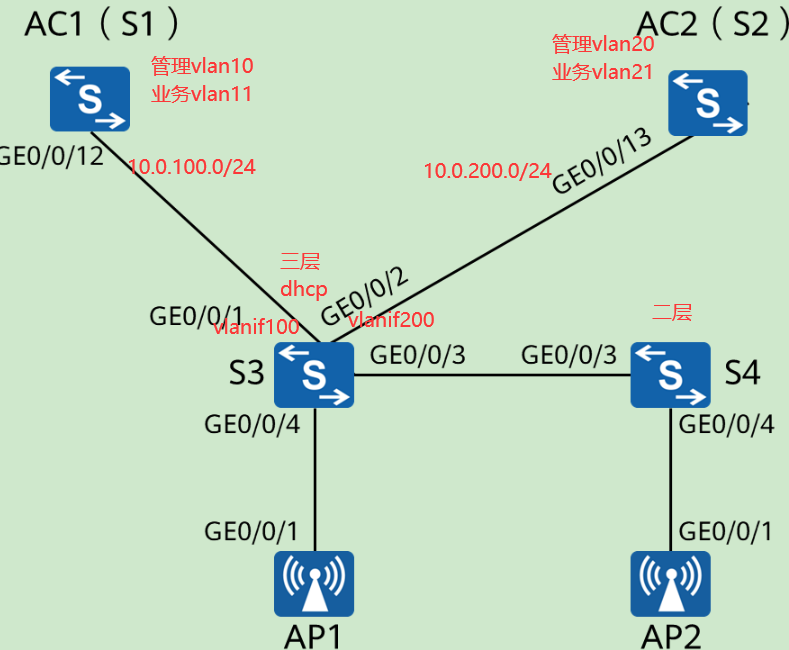 AC1（S1）
AC2（S2）
管理vlan10
业务vlan11
管理vlan20
业务vlan21
S
S
GE0/0/12
GE0/0/13
10.0.100.0/24
10.0.200.0/24
三层
dhcp
GE0/0/2
GE0/0/1
vlanif100
vlanif200
二层
S3
S
GE0/0/3
GE0/0/3
S
S4
GE0/0/4
GE0/0/4
GE0/0/1
GE0/0/1
AP1
AP2